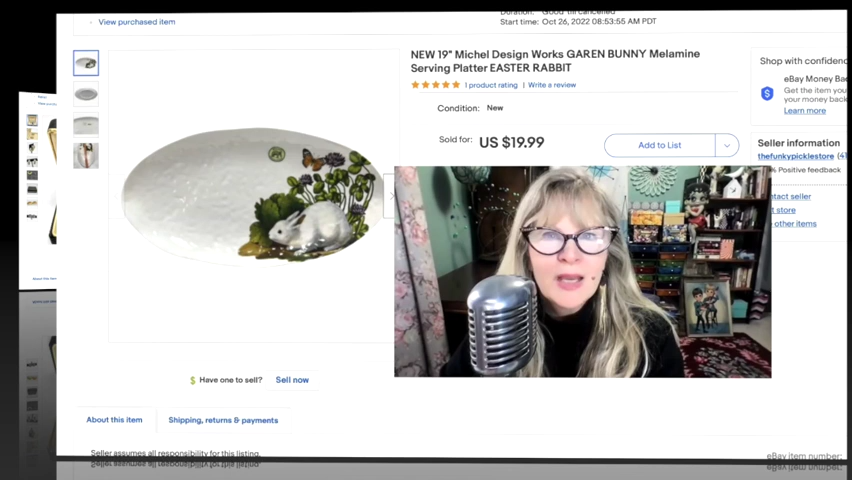 Duration: Good 'til cancelled
View purchased item
Start time: Oct 26, 2022 08:53:55 AM PDT
NEW 19" Michel Design Works GAREN BUNNY Melamine
Serving Platter EASTER RABBIT
1 product rating | Write a review
Condition: New
Sold for: US $19.99
Add to List
Shop with confidenc
eBay Money Ba
Get the item you
your money back
Learn more
Seller information
thefunkypicklestore (41
% Positive feedback
ntact seller
t store
other items
Have one to sell? Sell now
About this item
Shipping, returns & payments
Seller assumes all responsibility for this listing.
eBay item number: